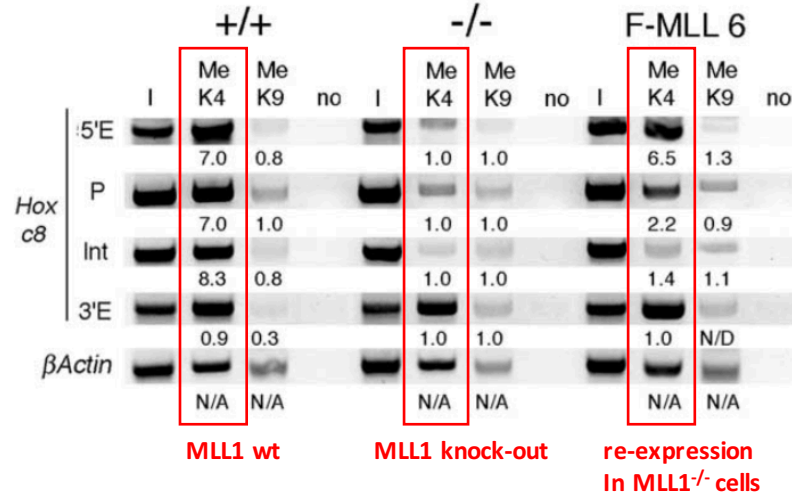 +/+ -/- F-MLL 6
Me Me Me Me Me Me
I K4 K9 no I K4 K9 no I K4 K9 no
5'E
7.0 0.8 1.0 1.0 6.5 1.3
P
Hox
c8
7.0 1.0 1.0 1.0 2.2 0.9
Int
8.3 0.8 1.0 1.0 1.4 1.1
3'E
0.9 0.3 1.0 1.0 1.0 N/D
βActin
N/A N/A N/A N/A N/A N/A
MLL1 wt MLL1 knock-out re-expression
In MLL1-/- cells